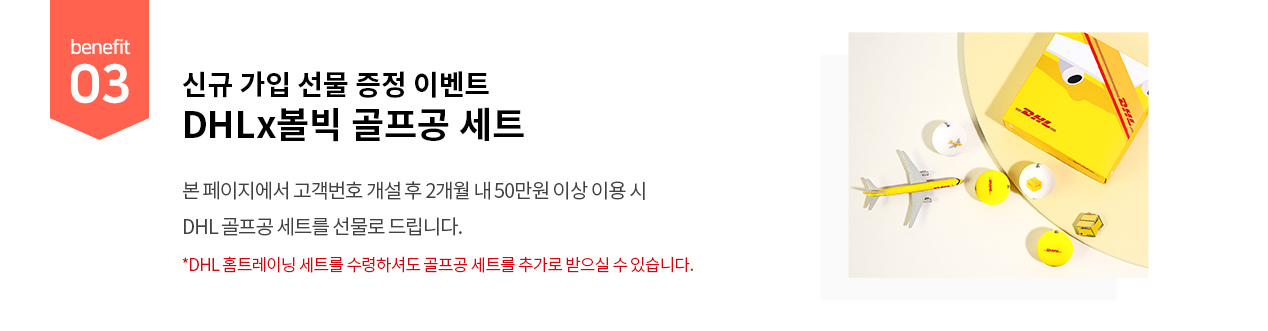 benefit
03
신규 가입 선물 증정 이벤트
DHLx볼빅 골프공 세트
본 페이지에서 고객번호 개설 후 2개월 내 50만원 이상 이용 시
DHL 골프공 세트를 선물로 드립니다.
*DHL 홈트레이닝 세트를 수령하셔도 골프공 세트를 추가로 받으실 수 있습니다.
DHL
DHL
DHL
DHL
DHL